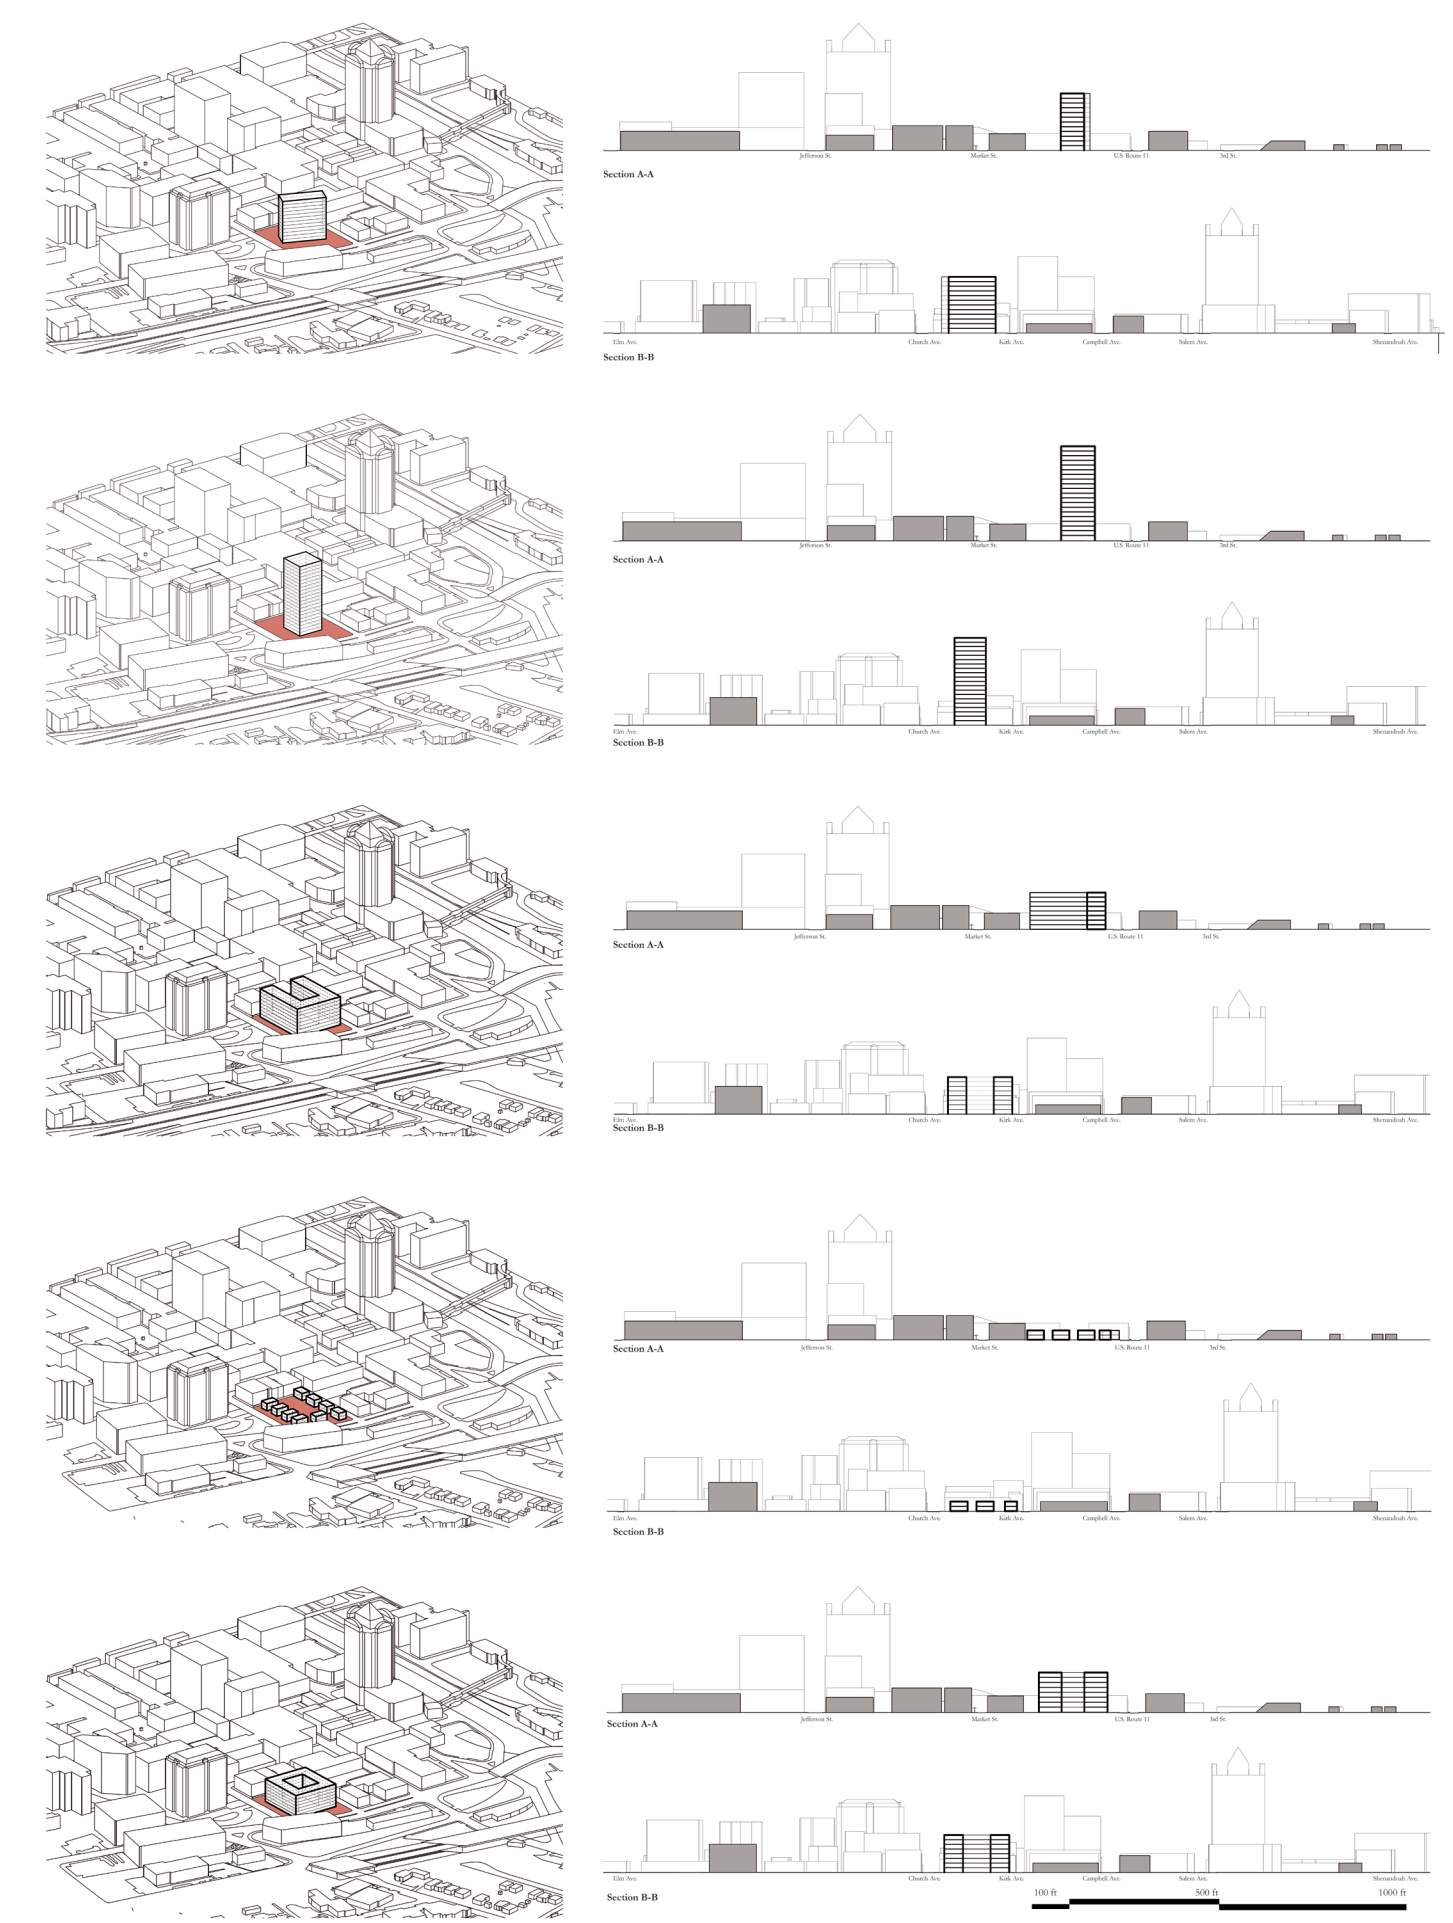 Jefferson St. Market St. U.S. Route 11 3rd St.
Section A-A
Elm Ave. Church Ave. Kirk Ave. Campbell Ave. Salem Ave. Shenandoah Ave.
Section B-B
Jefferson St. Market St. U.S. Route 11 3rd St.
Section A-A
Elm Ave. Church Ave. Kirk Ave. Campbell Ave. Salem Ave. Shenandoah Ave.
Section B-B
Jefferson St. Market St. U.S. Route 11 3rd St.
Section A-A
Elm Ave. Church Ave. Kirk Ave. Campbell Ave. Salem Ave. Shenandoah Ave.
Section B-B
Jefferson St. Market St. U.S. Route 11 3rd St.
Section A-A
Elm Ave. Church Ave. Kirk Ave. Campbell Ave. Salem Ave. Shenandoah Ave.
Section B-B
Jefferson St. Market St. U.S. Route 11 3rd St.
Section A-A
Elm Ave. Church Ave. Kirk Ave. Campbell Ave. Salem Ave. Shenandoah Ave.
Section B-B
100 ft 500 ft 1000 ft